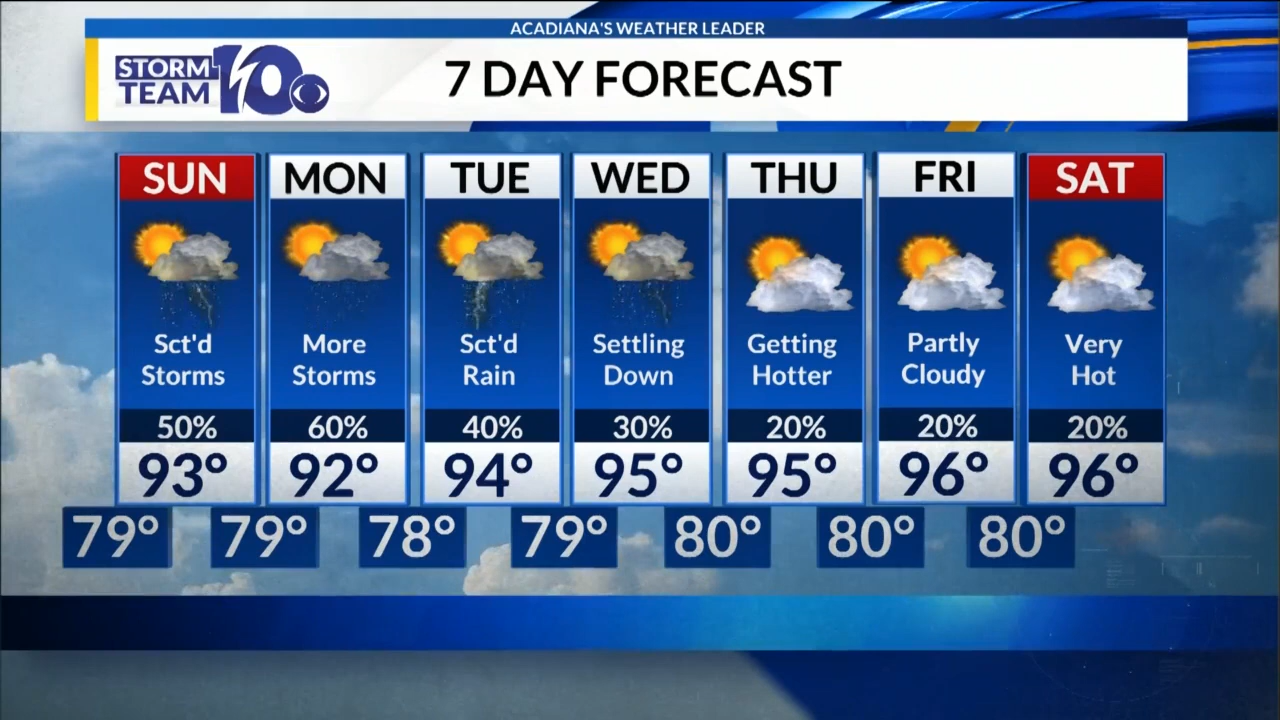 ACADIANA'S WEATHER LEADER
STORM TEAM 10
7 DAY FORECAST
SUN MON TUE WED THU FRI SAT
Sct'd More Sct'd Settling Getting Partly Very
Storms Storms Rain Down Hotter Cloudy Hot
50% 60% 40% 30% 20% 20% 20%
93° 92° 94° 95° 95° 96° 96°
79° 79° 78° 79° 80° 80° 80°